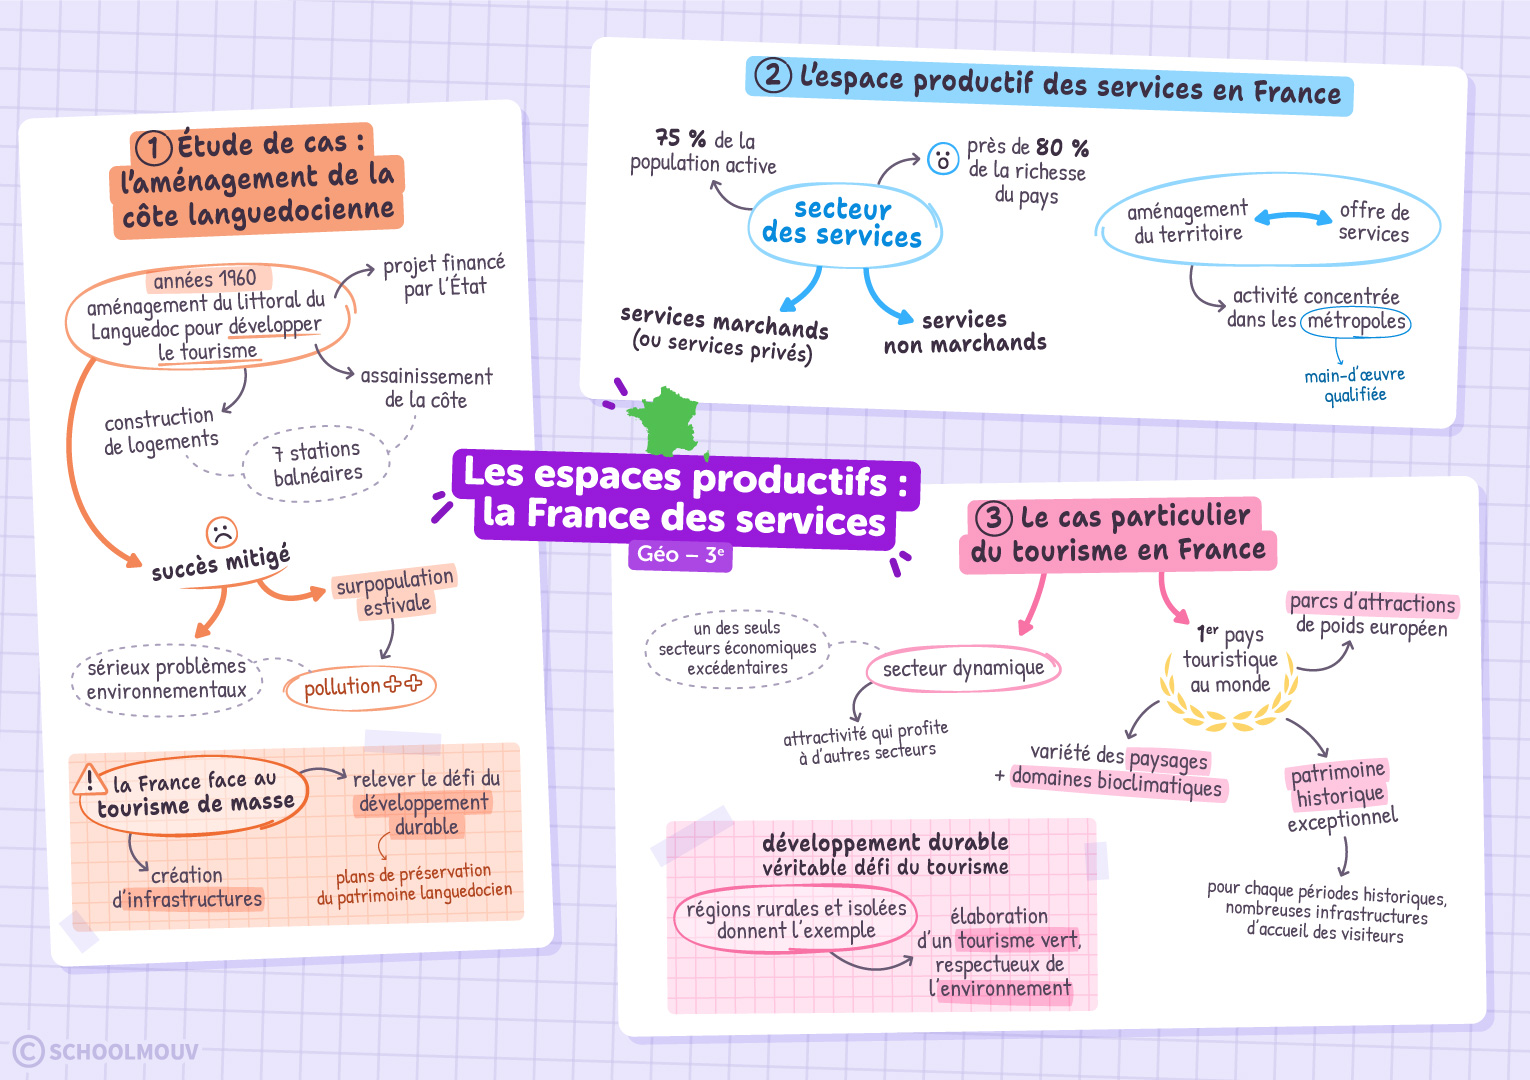 Les espaces productifs :
la France des services
Géo – 3e
1 Étude de cas :
l'aménagement de la
côte languedocienne
années 1960
aménagement du littoral du
Languedoc pour développer
le tourisme
projet financé
par l'État
assainissement
de la côte
construction
de logements
7 stations
balnéaires
succès mitigé
surpopulation
estivale
sérieux problèmes
environnementaux
pollution++
!
la France face au
tourisme de masse
relever le défi du
développement
durable
création
d'infrastructures
plans de préservation
du patrimoine languedocien
2 L'espace productif des services en France
75 % de la
population active
près de 80 %
de la richesse
du pays
secteur
des services
services marchands
(ou services privés)
services
non marchands
aménagement
du territoire
offre de
services
activité concentrée
dans les métropoles
main-d'œuvre
qualifiée
3 Le cas particulier
du tourisme en France
un des seuls
secteurs économiques
excédentaires
secteur dynamique
attractivité qui profite
à d'autres secteurs
1er pays
touristique
au monde
parcs d'attractions
de poids européen
variété des paysages
+ domaines bioclimatiques
patrimoine
historique
exceptionnel
pour chaque périodes historiques,
nombreuses infrastructures
d'accueil des visiteurs
développement durable
véritable défi du tourisme
régions rurales et isolées
donnent l'exemple
élaboration
d'un tourisme vert,
respectueux de
l'environnement
© SCHOOLMOUV